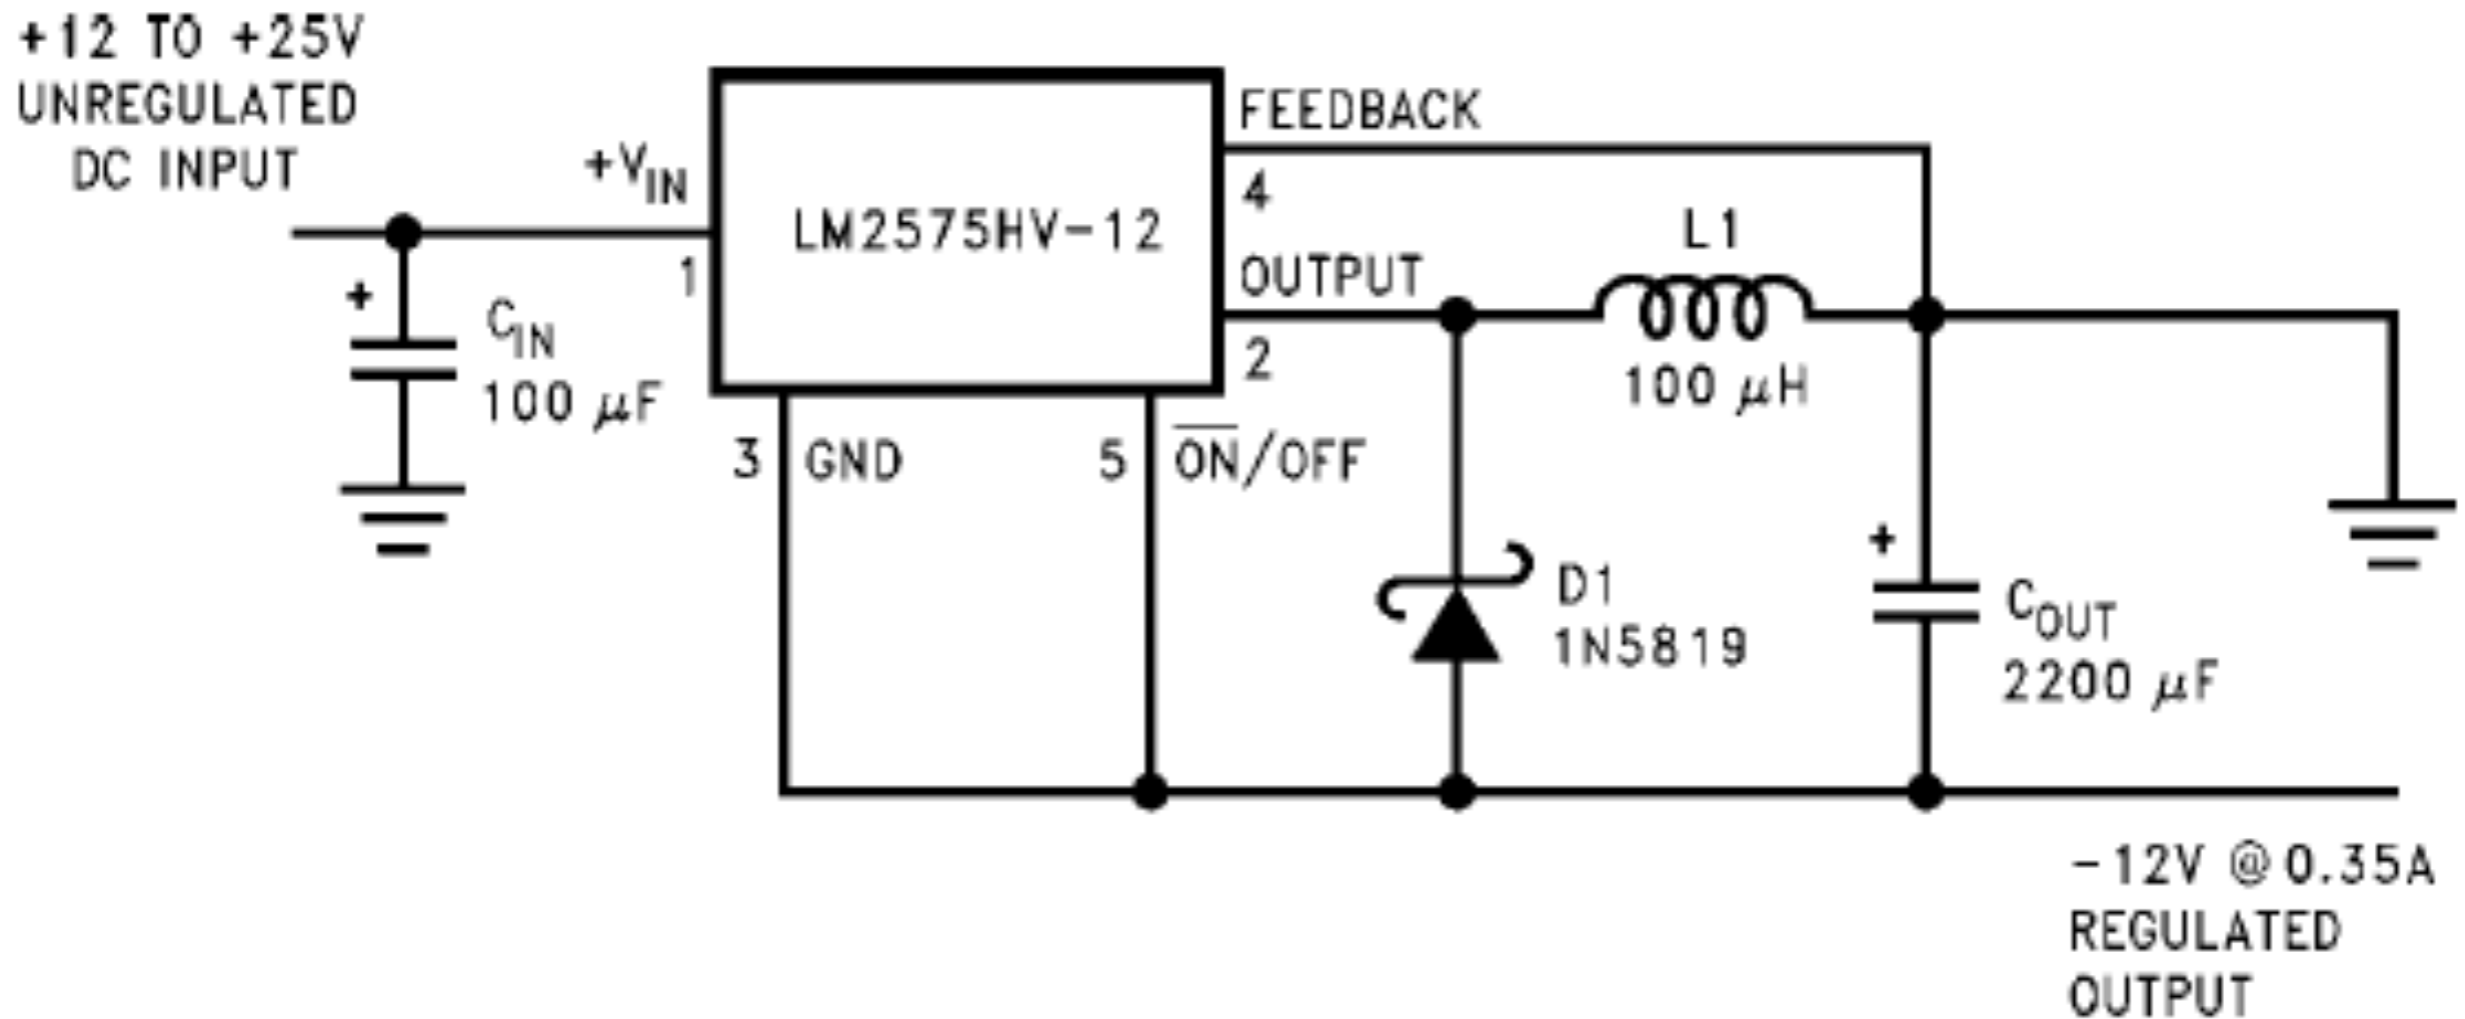 +12 TO +25V
UNREGULATED
DC INPUT
+VIN
1
+
CIN
100 μF
LM2575HV-12
FEEDBACK
4
OUTPUT
2
3 GND
5 O̅N̅/OFF
L1
100 μH
D1
1N5819
+
COUT
2200 μF
-12V @ 0.35A
REGULATED
OUTPUT